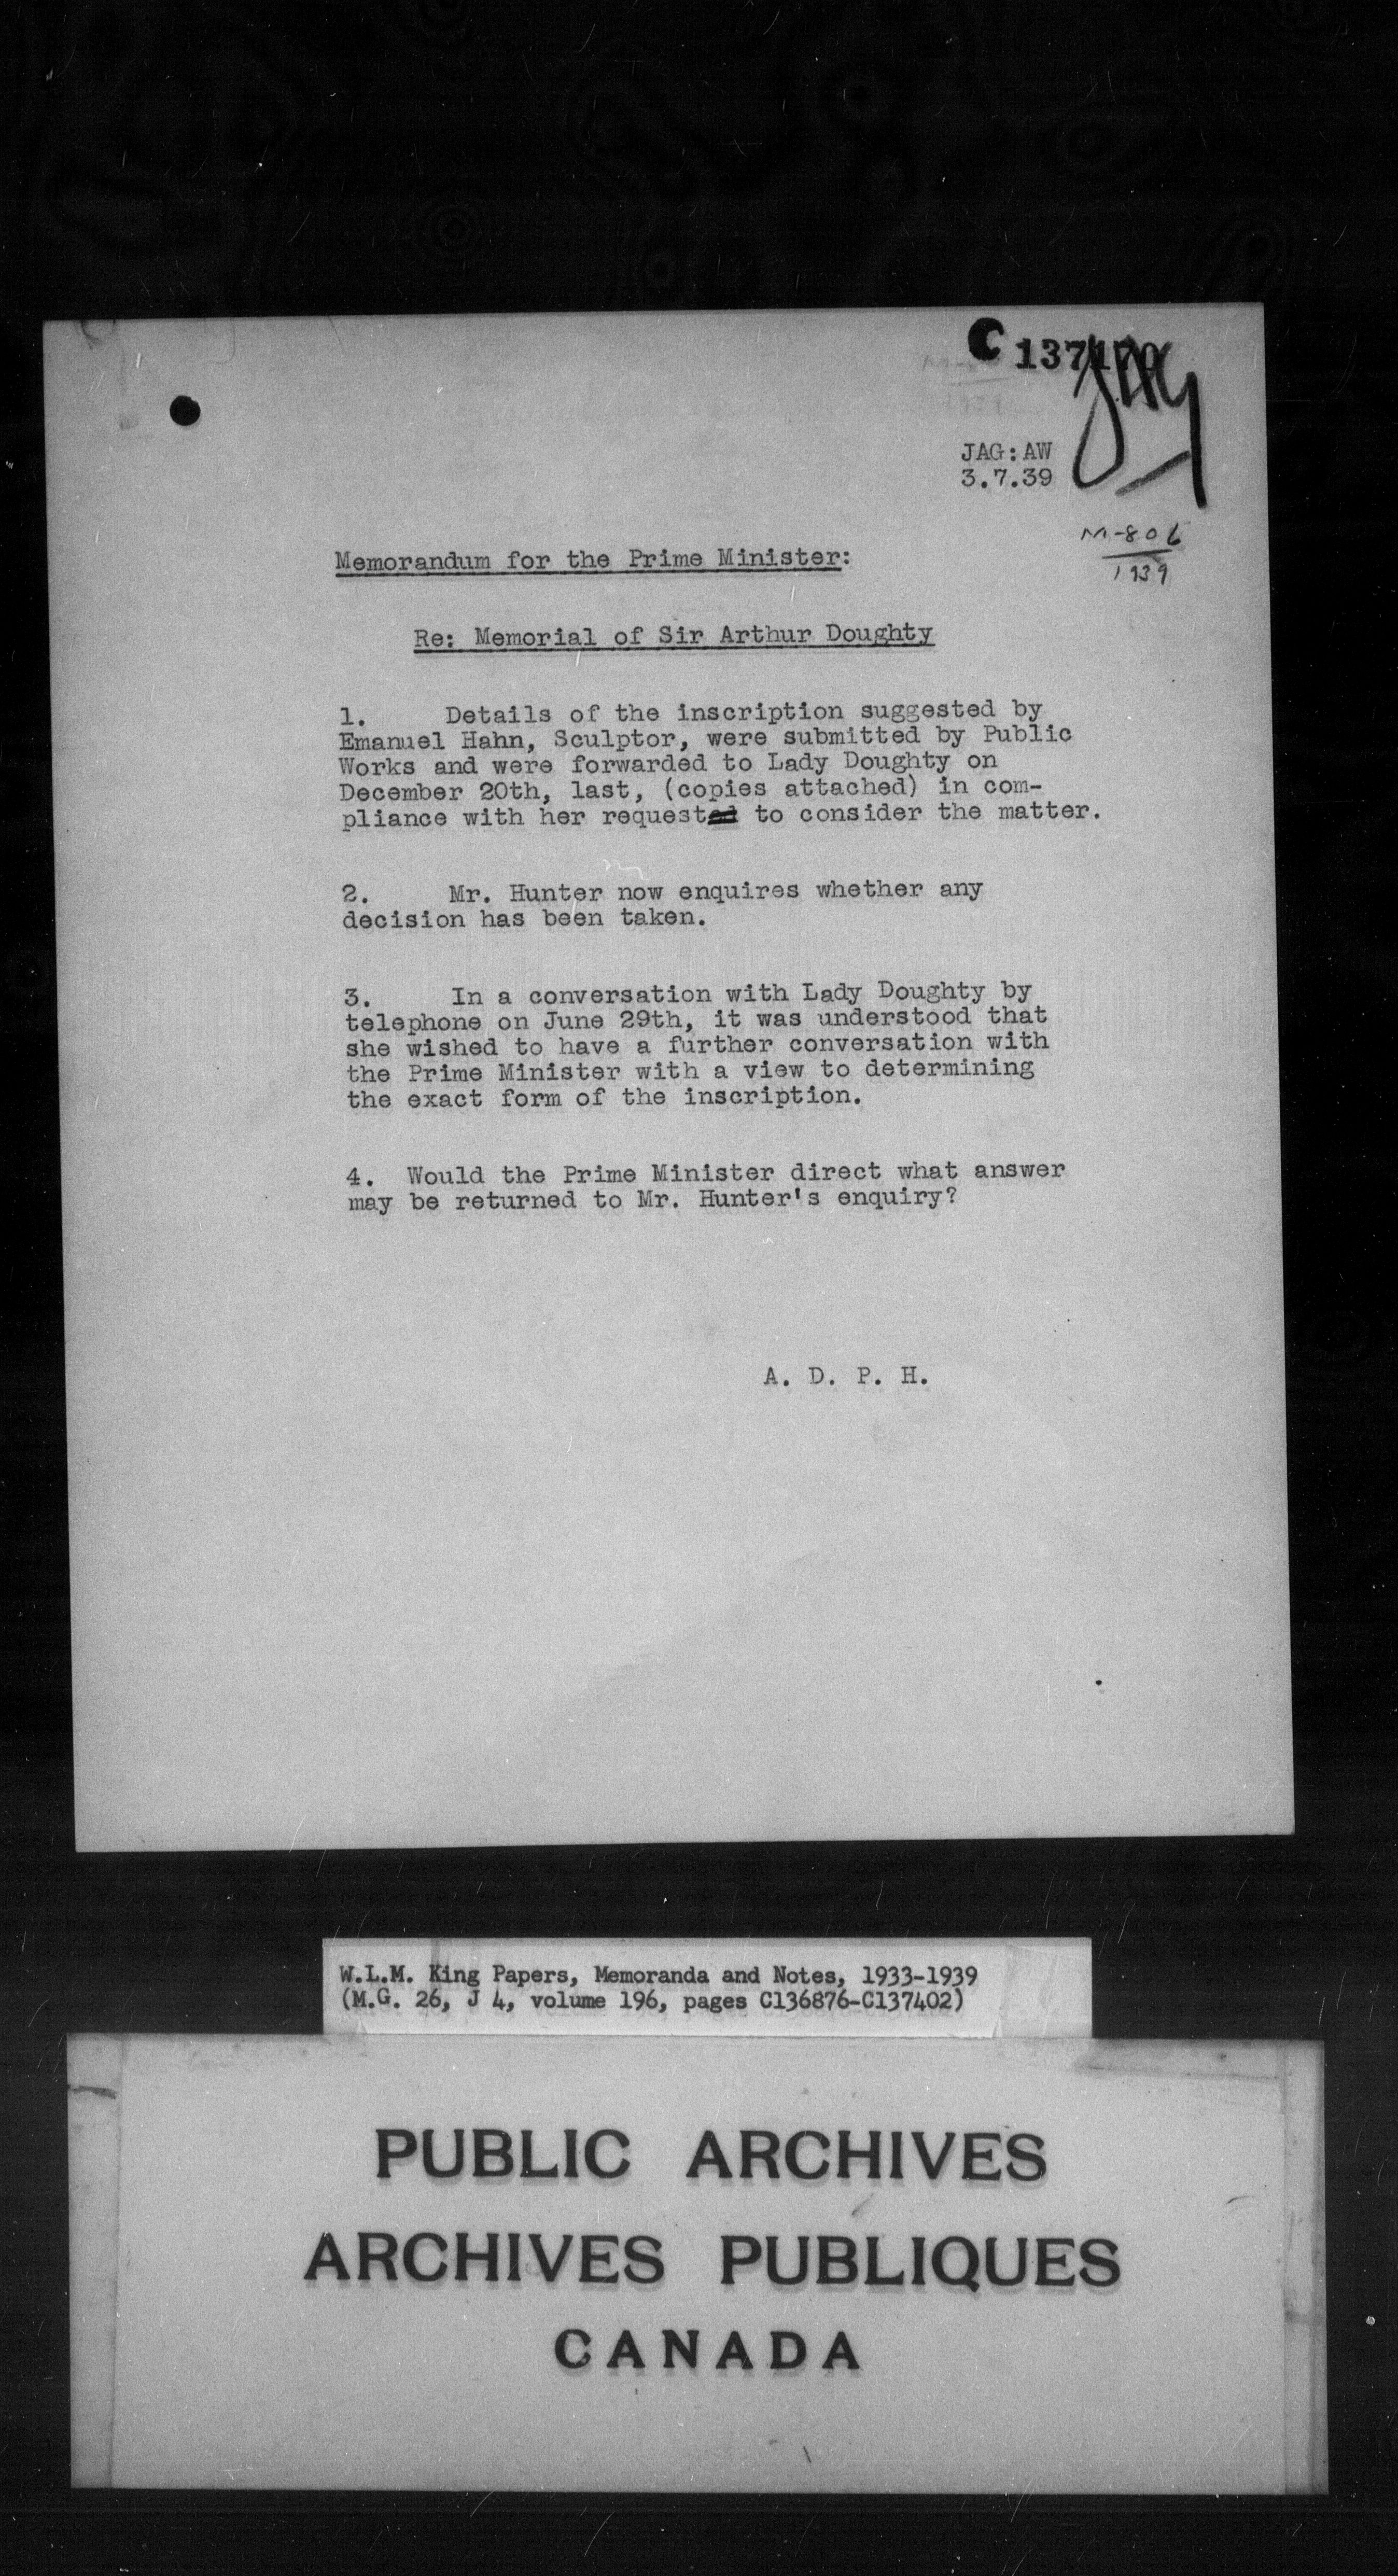 C 137170
JAG:AW
3.7.39
M-806
1939
Memorandum for the Prime Minister:
Re: Memorial of Sir Arthur Doughty
1. Details of the inscription suggested by
Emanuel Hahn, Sculptor, were submitted by Public
Works and were forwarded to Lady Doughty on
December 20th, last, (copies attached) in com-
pliance with her request to consider the matter.
2. Mr. Hunter now enquires whether any
decision has been taken.
3. In a conversation with Lady Doughty by
telephone on June 29th, it was understood that
she wished to have a further conversation with
the Prime Minister with a view to determining
the exact form of the inscription.
4. Would the Prime Minister direct what answer
may be returned to Mr. Hunter's enquiry?
A. D. P. H.
W.L.M. King Papers, Memoranda and Notes, 1933-1939
(M.G. 26, J 4, volume 196, pages C136876-C137402)
PUBLIC ARCHIVES
ARCHIVES PUBLIQUES
CANADA